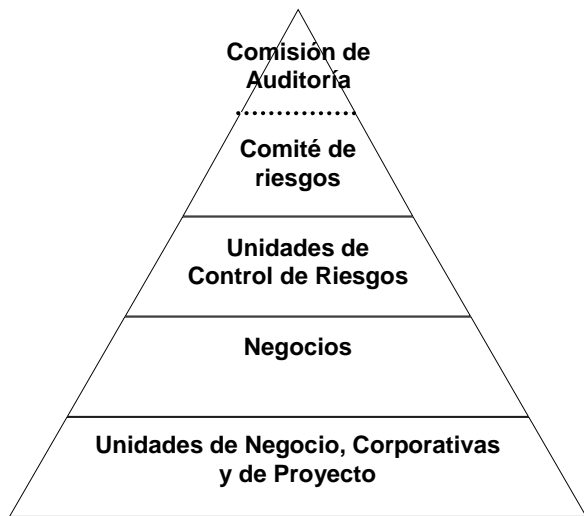 Comisión de
Auditoría
Comité de
riesgos
Unidades de
Control de Riesgos
Negocios
Unidades de Negocio, Corporativas
y de Proyecto